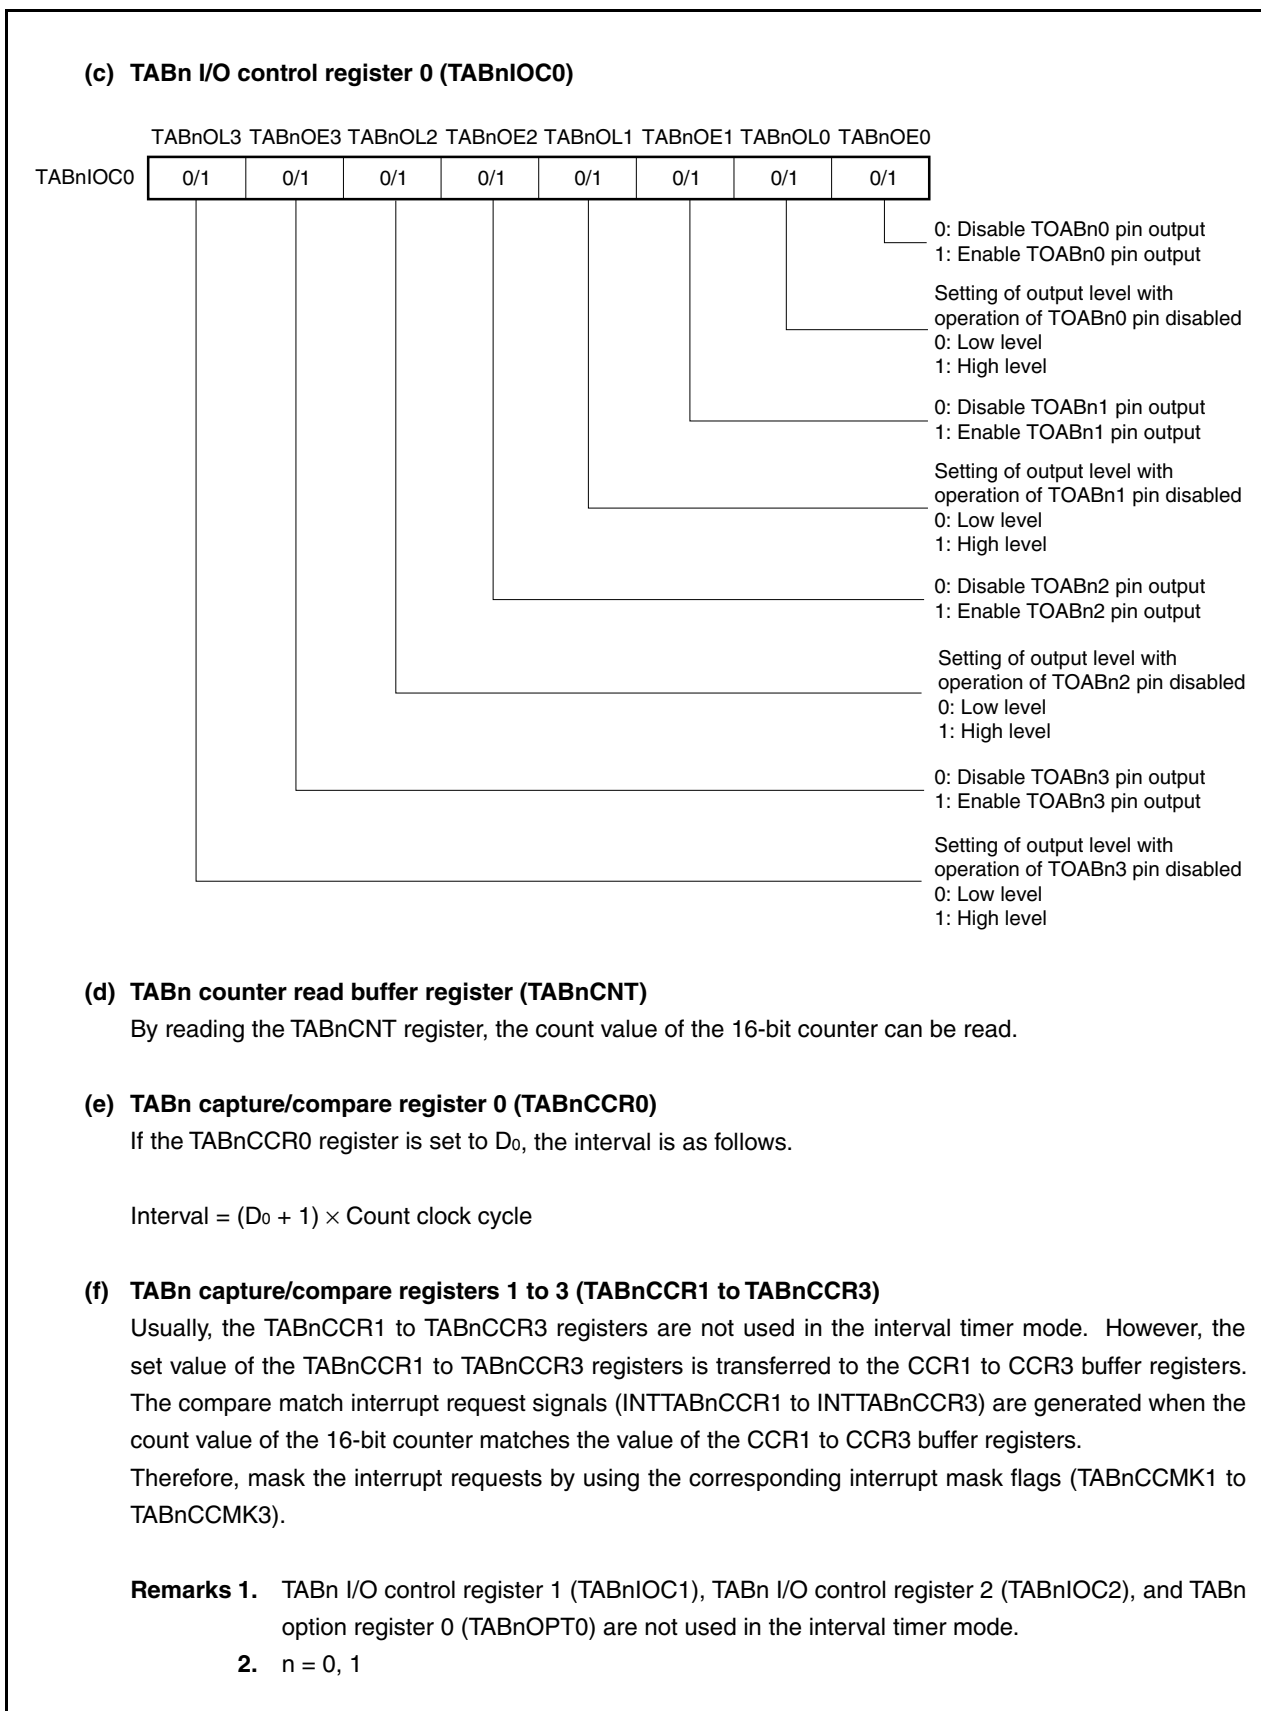 (c) TABn I/O control register 0 (TABnIOC0)
TABnOL3 TABnOE3 TABnOL2 TABnOE2 TABnOL1 TABnOE1 TABnOL0 TABnOE0
TABnIOC0 0/1 0/1 0/1 0/1 0/1 0/1 0/1 0/1
0: Disable TOABn0 pin output
1: Enable TOABn0 pin output
Setting of output level with
operation of TOABn0 pin disabled
0: Low level
1: High level
0: Disable TOABn1 pin output
1: Enable TOABn1 pin output
Setting of output level with
operation of TOABn1 pin disabled
0: Low level
1: High level
0: Disable TOABn2 pin output
1: Enable TOABn2 pin output
Setting of output level with
operation of TOABn2 pin disabled
0: Low level
1: High level
0: Disable TOABn3 pin output
1: Enable TOABn3 pin output
Setting of output level with
operation of TOABn3 pin disabled
0: Low level
1: High level
(d) TABn counter read buffer register (TABnCNT)
By reading the TABnCNT register, the count value of the 16-bit counter can be read.
(e) TABn capture/compare register 0 (TABnCCR0)
If the TABnCCR0 register is set to D0, the interval is as follows.
Interval = (D0 + 1) × Count clock cycle
(f) TABn capture/compare registers 1 to 3 (TABnCCR1 to TABnCCR3)
Usually, the TABnCCR1 to TABnCCR3 registers are not used in the interval timer mode. However, the
set value of the TABnCCR1 to TABnCCR3 registers is transferred to the CCR1 to CCR3 buffer registers.
The compare match interrupt request signals (INTTABnCCR1 to INTTABnCCR3) are generated when the
count value of the 16-bit counter matches the value of the CCR1 to CCR3 buffer registers.
Therefore, mask the interrupt requests by using the corresponding interrupt mask flags (TABnCCMK1 to
TABnCCMK3).
Remarks 1. TABn I/O control register 1 (TABnIOC1), TABn I/O control register 2 (TABnIOC2), and TABn
option register 0 (TABnOPT0) are not used in the interval timer mode.
2. n = 0, 1